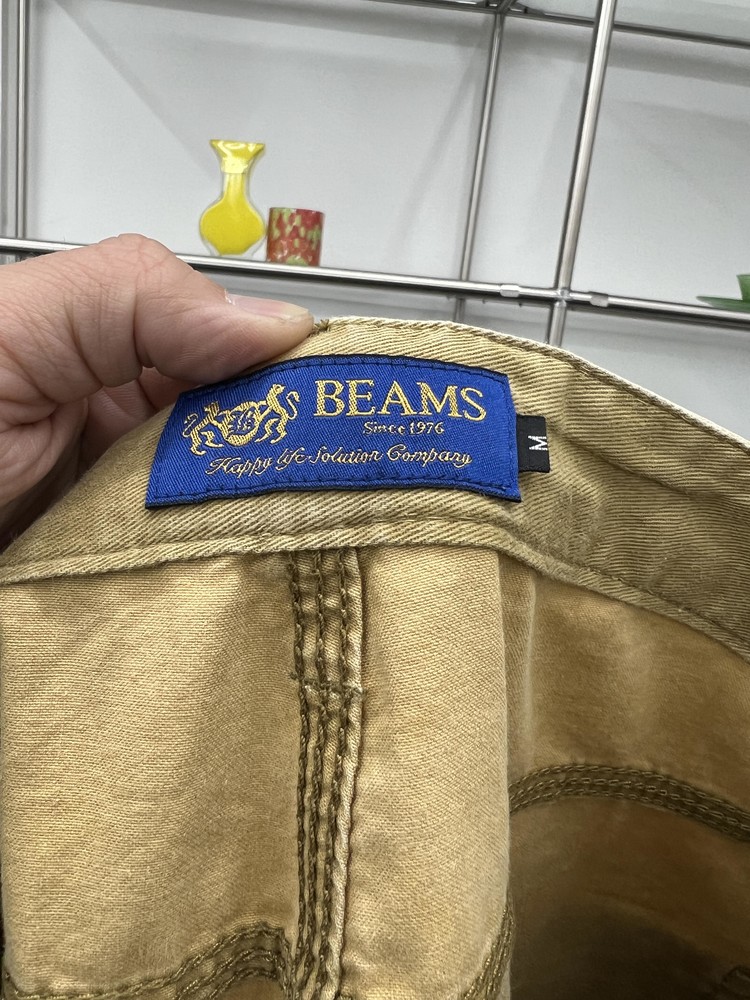 BEAMS
Since 1976
Happy life Solution Company
M